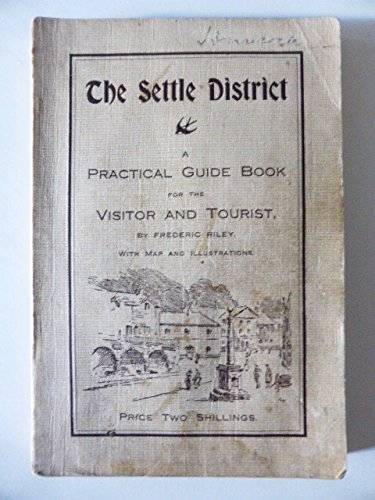 The Settle District
A
PRACTICAL GUIDE BOOK
FOR THE
VISITOR AND TOURIST,
BY FREDERIC RILEY.
WITH MAP AND ILLUSTRATIONS.
PRICE TWO SHILLINGS.